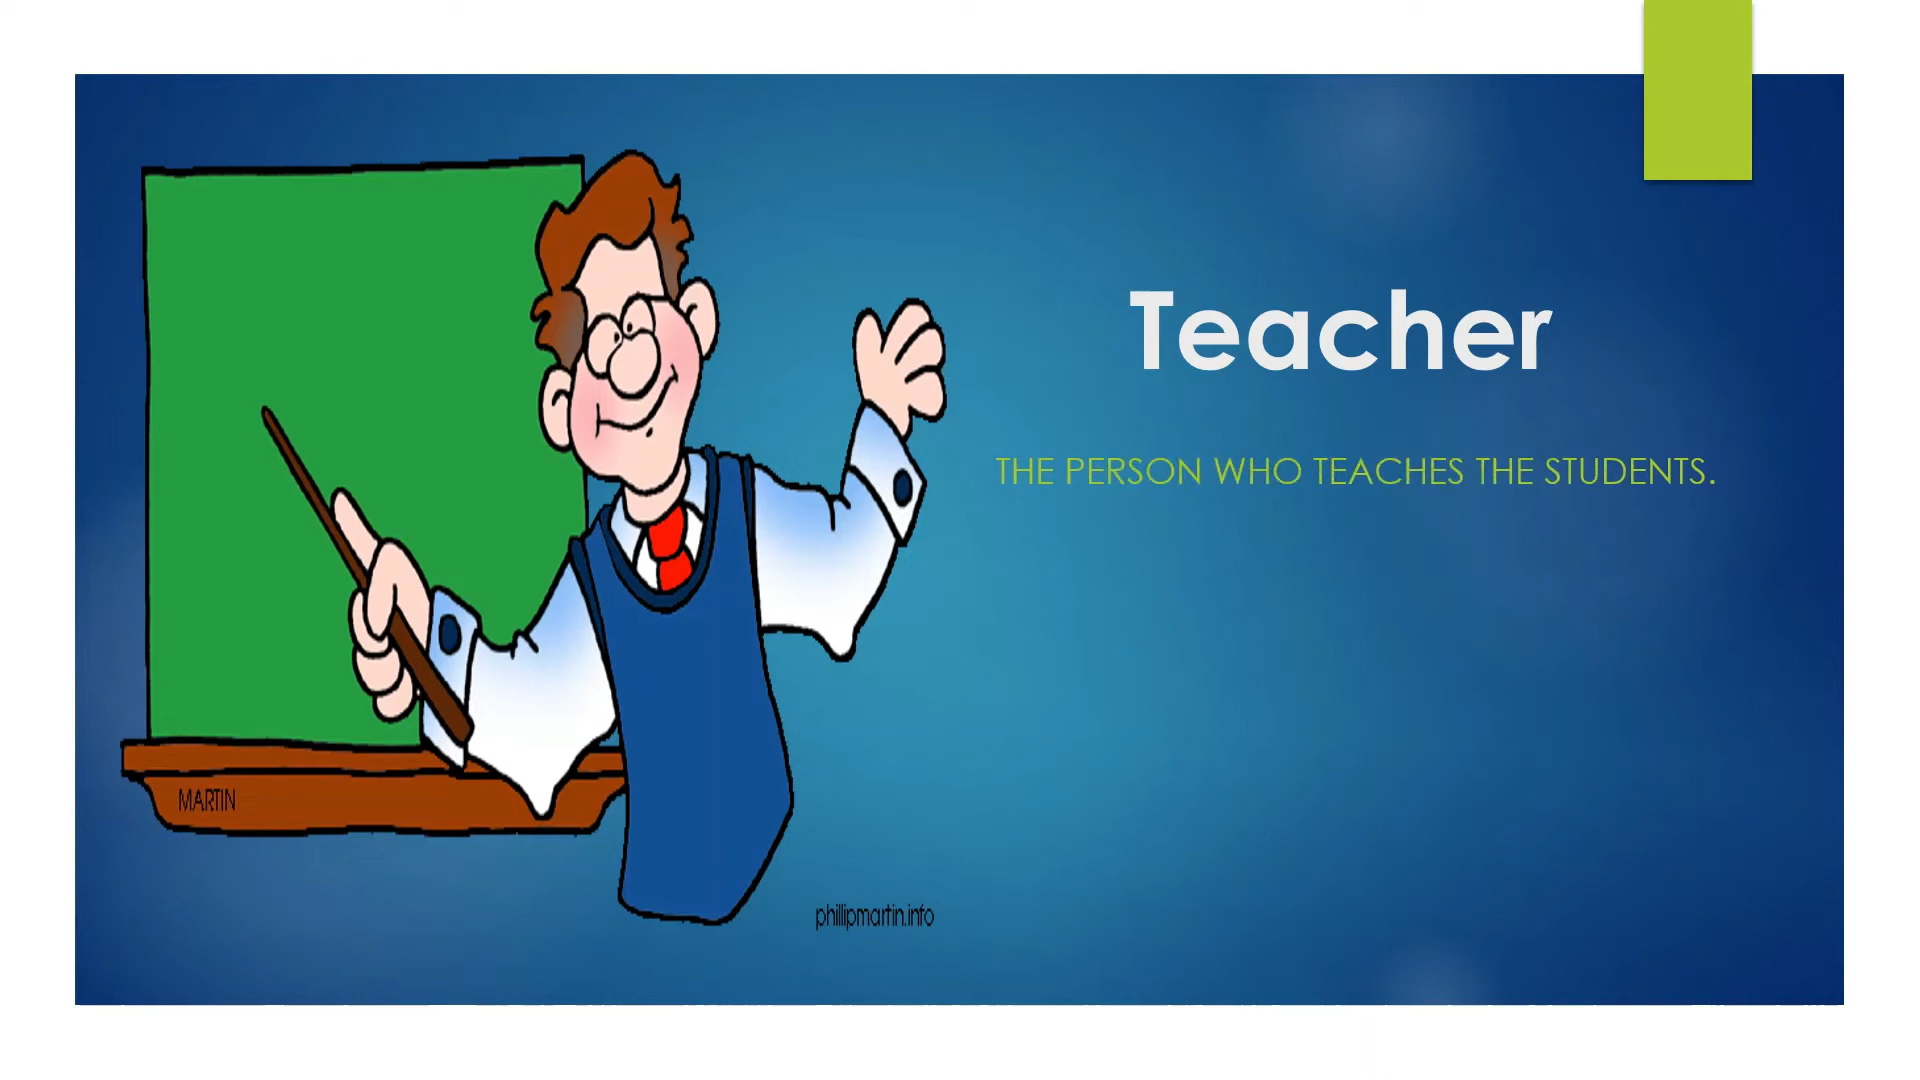 Teacher
THE PERSON WHO TEACHES THE STUDENTS.
MARTIN
phillipmartin.info